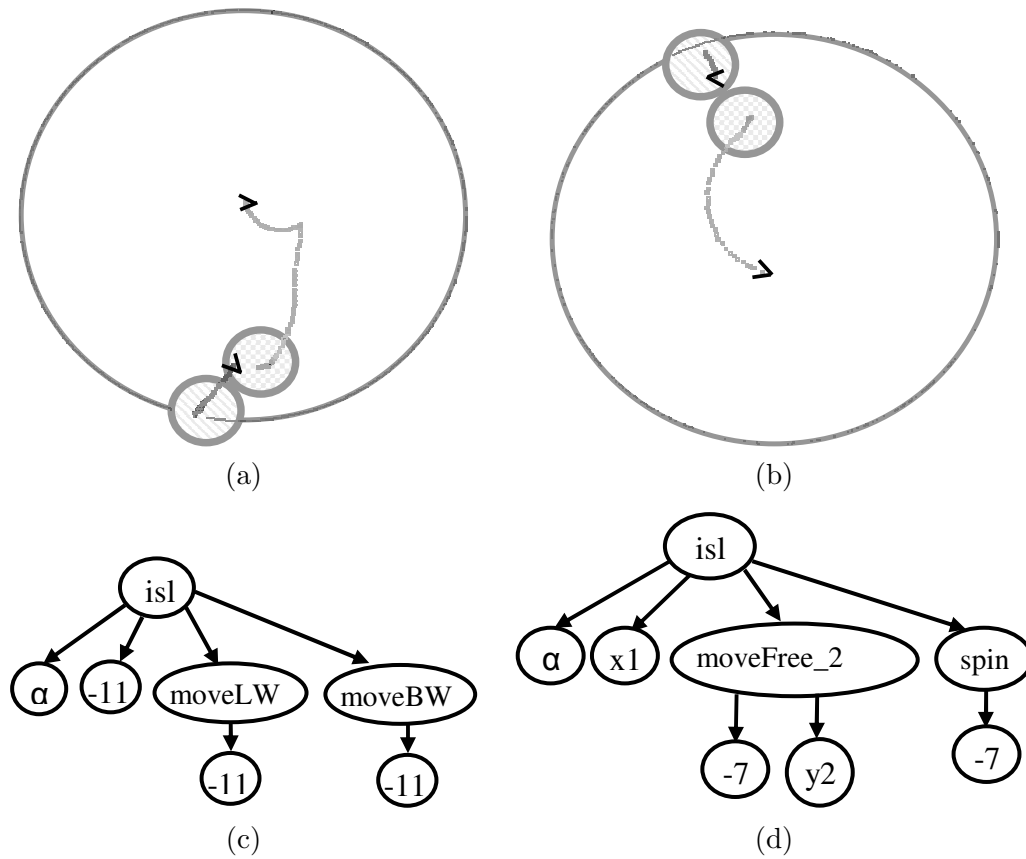 (a)
(b)
isl
α
-11
moveLW
moveBW
-11
-11
(c)
isl
α
x1
moveFree_2
spin
-7
y2
-7
(d)